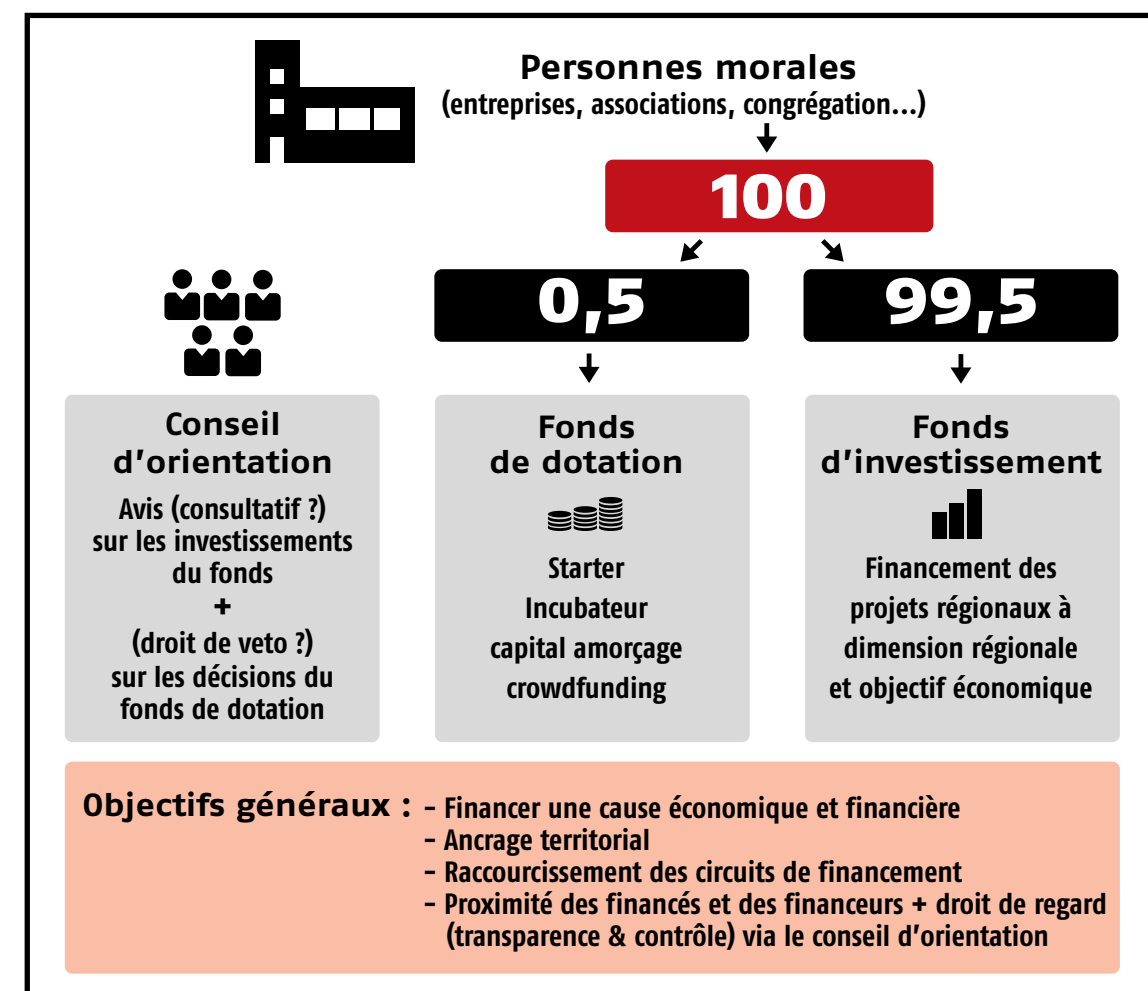 Personnes morales
(entreprises, associations, congrégation...)
100
0,5
99,5
Conseil
d'orientation
Avis (consultatif ?)
sur les investissements
du fonds
+
(droit de veto ?)
sur les décisions du
fonds de dotation
Fonds
de dotation
Starter
Incubateur
capital amorçage
crowdfunding
Fonds
d'investissement
Financement des
projets régionaux à
dimension régionale
et objectif économique
Objectifs généraux : – Financer une cause économique et financière
– Ancrage territorial
– Raccourcissement des circuits de financement
– Proximité des financés et des financeurs + droit de regard
(transparence & contrôle) via le conseil d'orientation